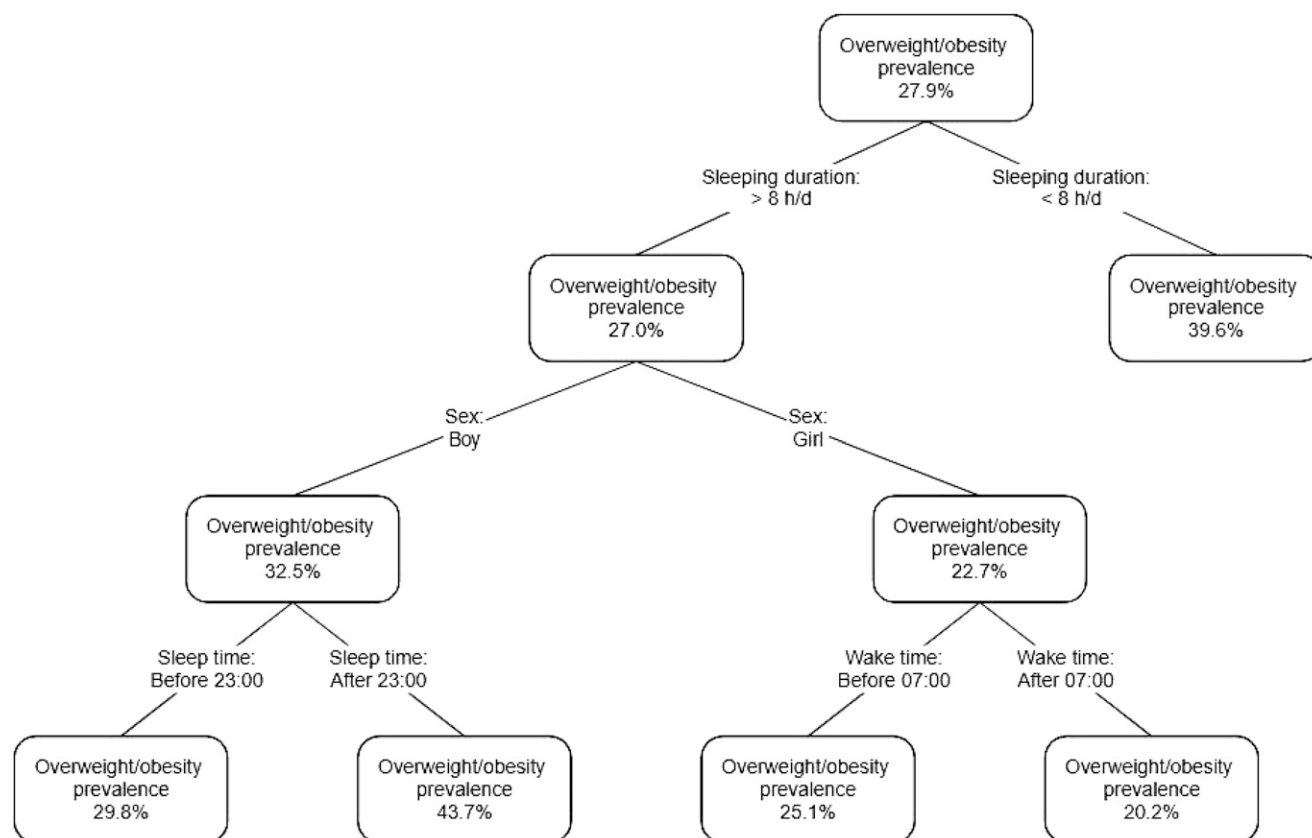 Overweight/obesity
prevalence
27.9%
Sleeping duration:
> 8 h/d
Sleeping duration:
< 8 h/d
Overweight/obesity
prevalence
27.0%
Overweight/obesity
prevalence
39.6%
Sex:
Boy
Sex:
Girl
Overweight/obesity
prevalence
32.5%
Overweight/obesity
prevalence
22.7%
Sleep time:
Before 23:00
Sleep time:
After 23:00
Wake time:
Before 07:00
Wake time:
After 07:00
Overweight/obesity
prevalence
29.8%
Overweight/obesity
prevalence
43.7%
Overweight/obesity
prevalence
25.1%
Overweight/obesity
prevalence
20.2%